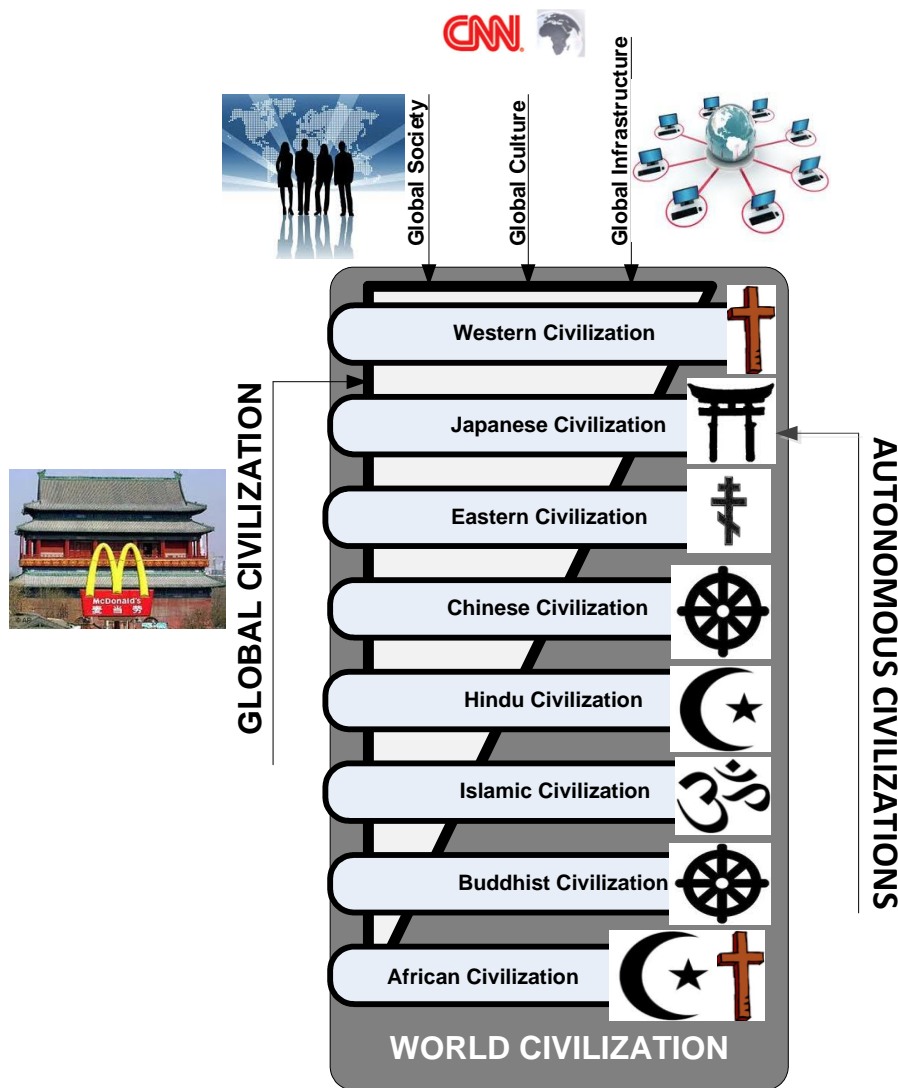 CNN
Global Society
Global Culture
Global Infrastructure
Western Civilization
Japanese Civilization
Eastern Civilization
Chinese Civilization
Hindu Civilization
Islamic Civilization
Buddhist Civilization
African Civilization
WORLD CIVILIZATION
GLOBAL CIVILIZATION
AUTONOMOUS CIVILIZATIONS
McDonald's
麦当劳
© AP